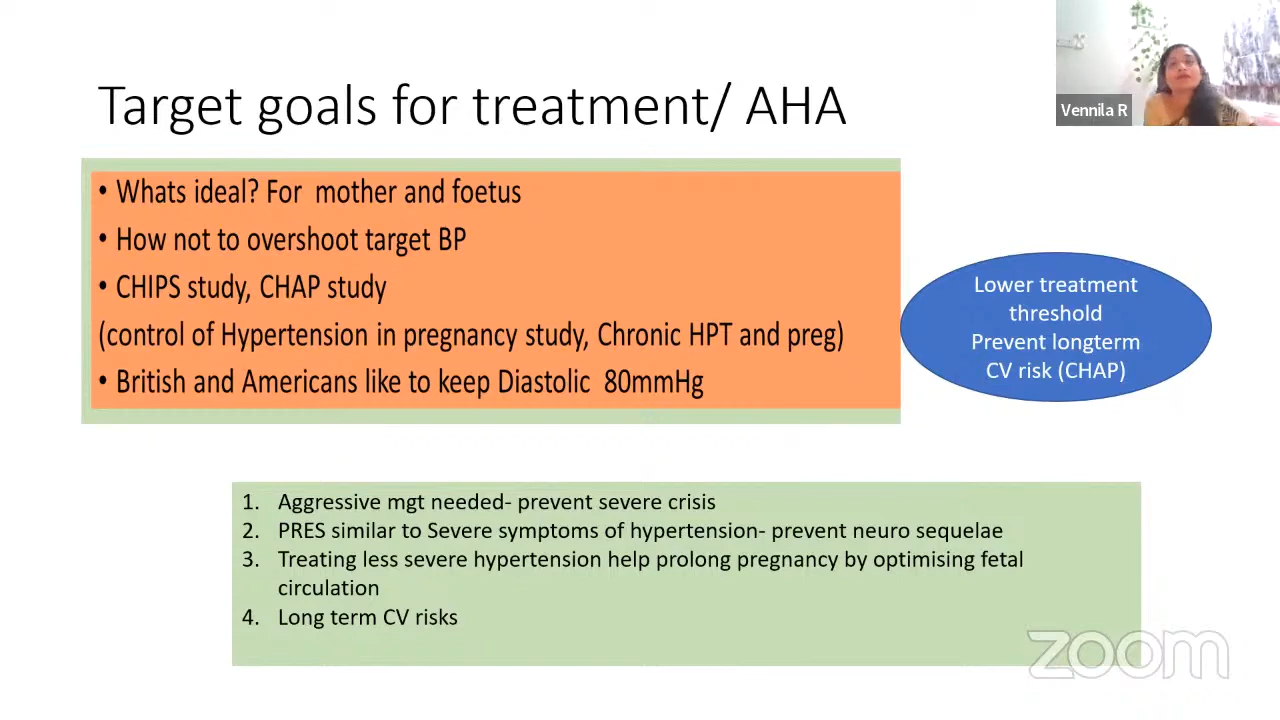 Target goals for treatment/ AHA
Vennila R
• Whats ideal? For mother and foetus
• How not to overshoot target BP
• CHIPS study, CHAP study
(control of Hypertension in pregnancy study, Chronic HPT and preg)
• British and Americans like to keep Diastolic 80mmHg
Lower treatment
threshold
Prevent longterm
CV risk (CHAP)
1. Aggressive mgt needed- prevent severe crisis
2. PRES similar to Severe symptoms of hypertension- prevent neuro sequelae
3. Treating less severe hypertension help prolong pregnancy by optimising fetal
circulation
4. Long term CV risks
zoom